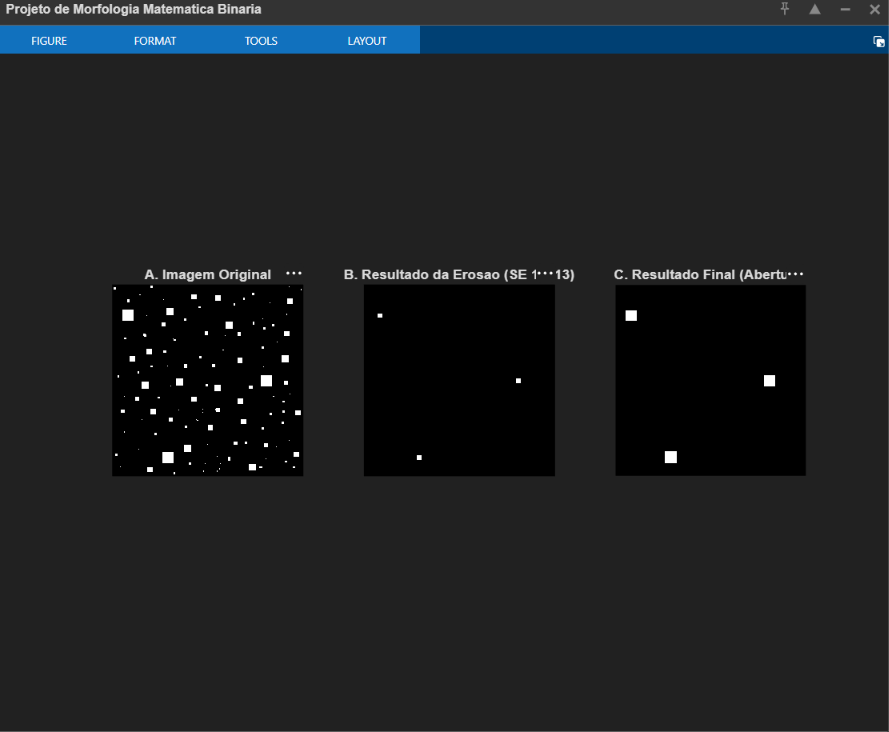 Projeto de Morfologia Matematica Binaria
FIGURE FORMAT TOOLS LAYOUT
A. Imagem Original ...
B. Resultado da Erosao (SE 1...13)
C. Resultado Final (Abertu...